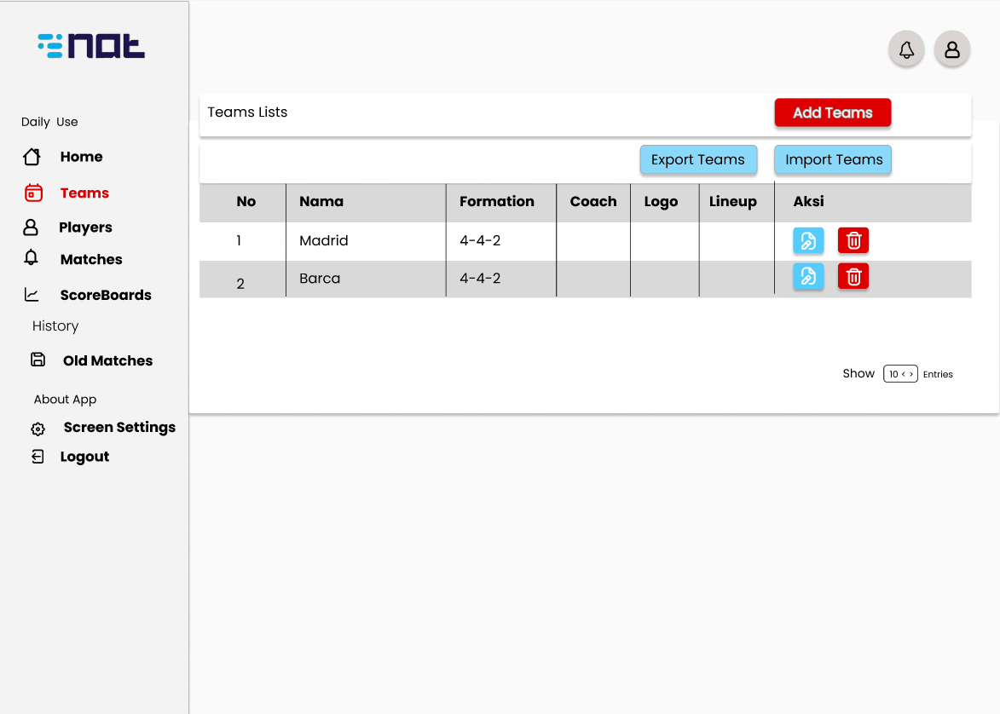 nat
Daily Use
Home
Teams
Players
Matches
ScoreBoards
History
Old Matches
About App
Screen Settings
Logout
Teams Lists
Add Teams
Export Teams
Import Teams
No Nama Formation Coach Logo Lineup Aksi
1 Madrid 4-4-2
2 Barca 4-4-2
Show 10 < > Entries